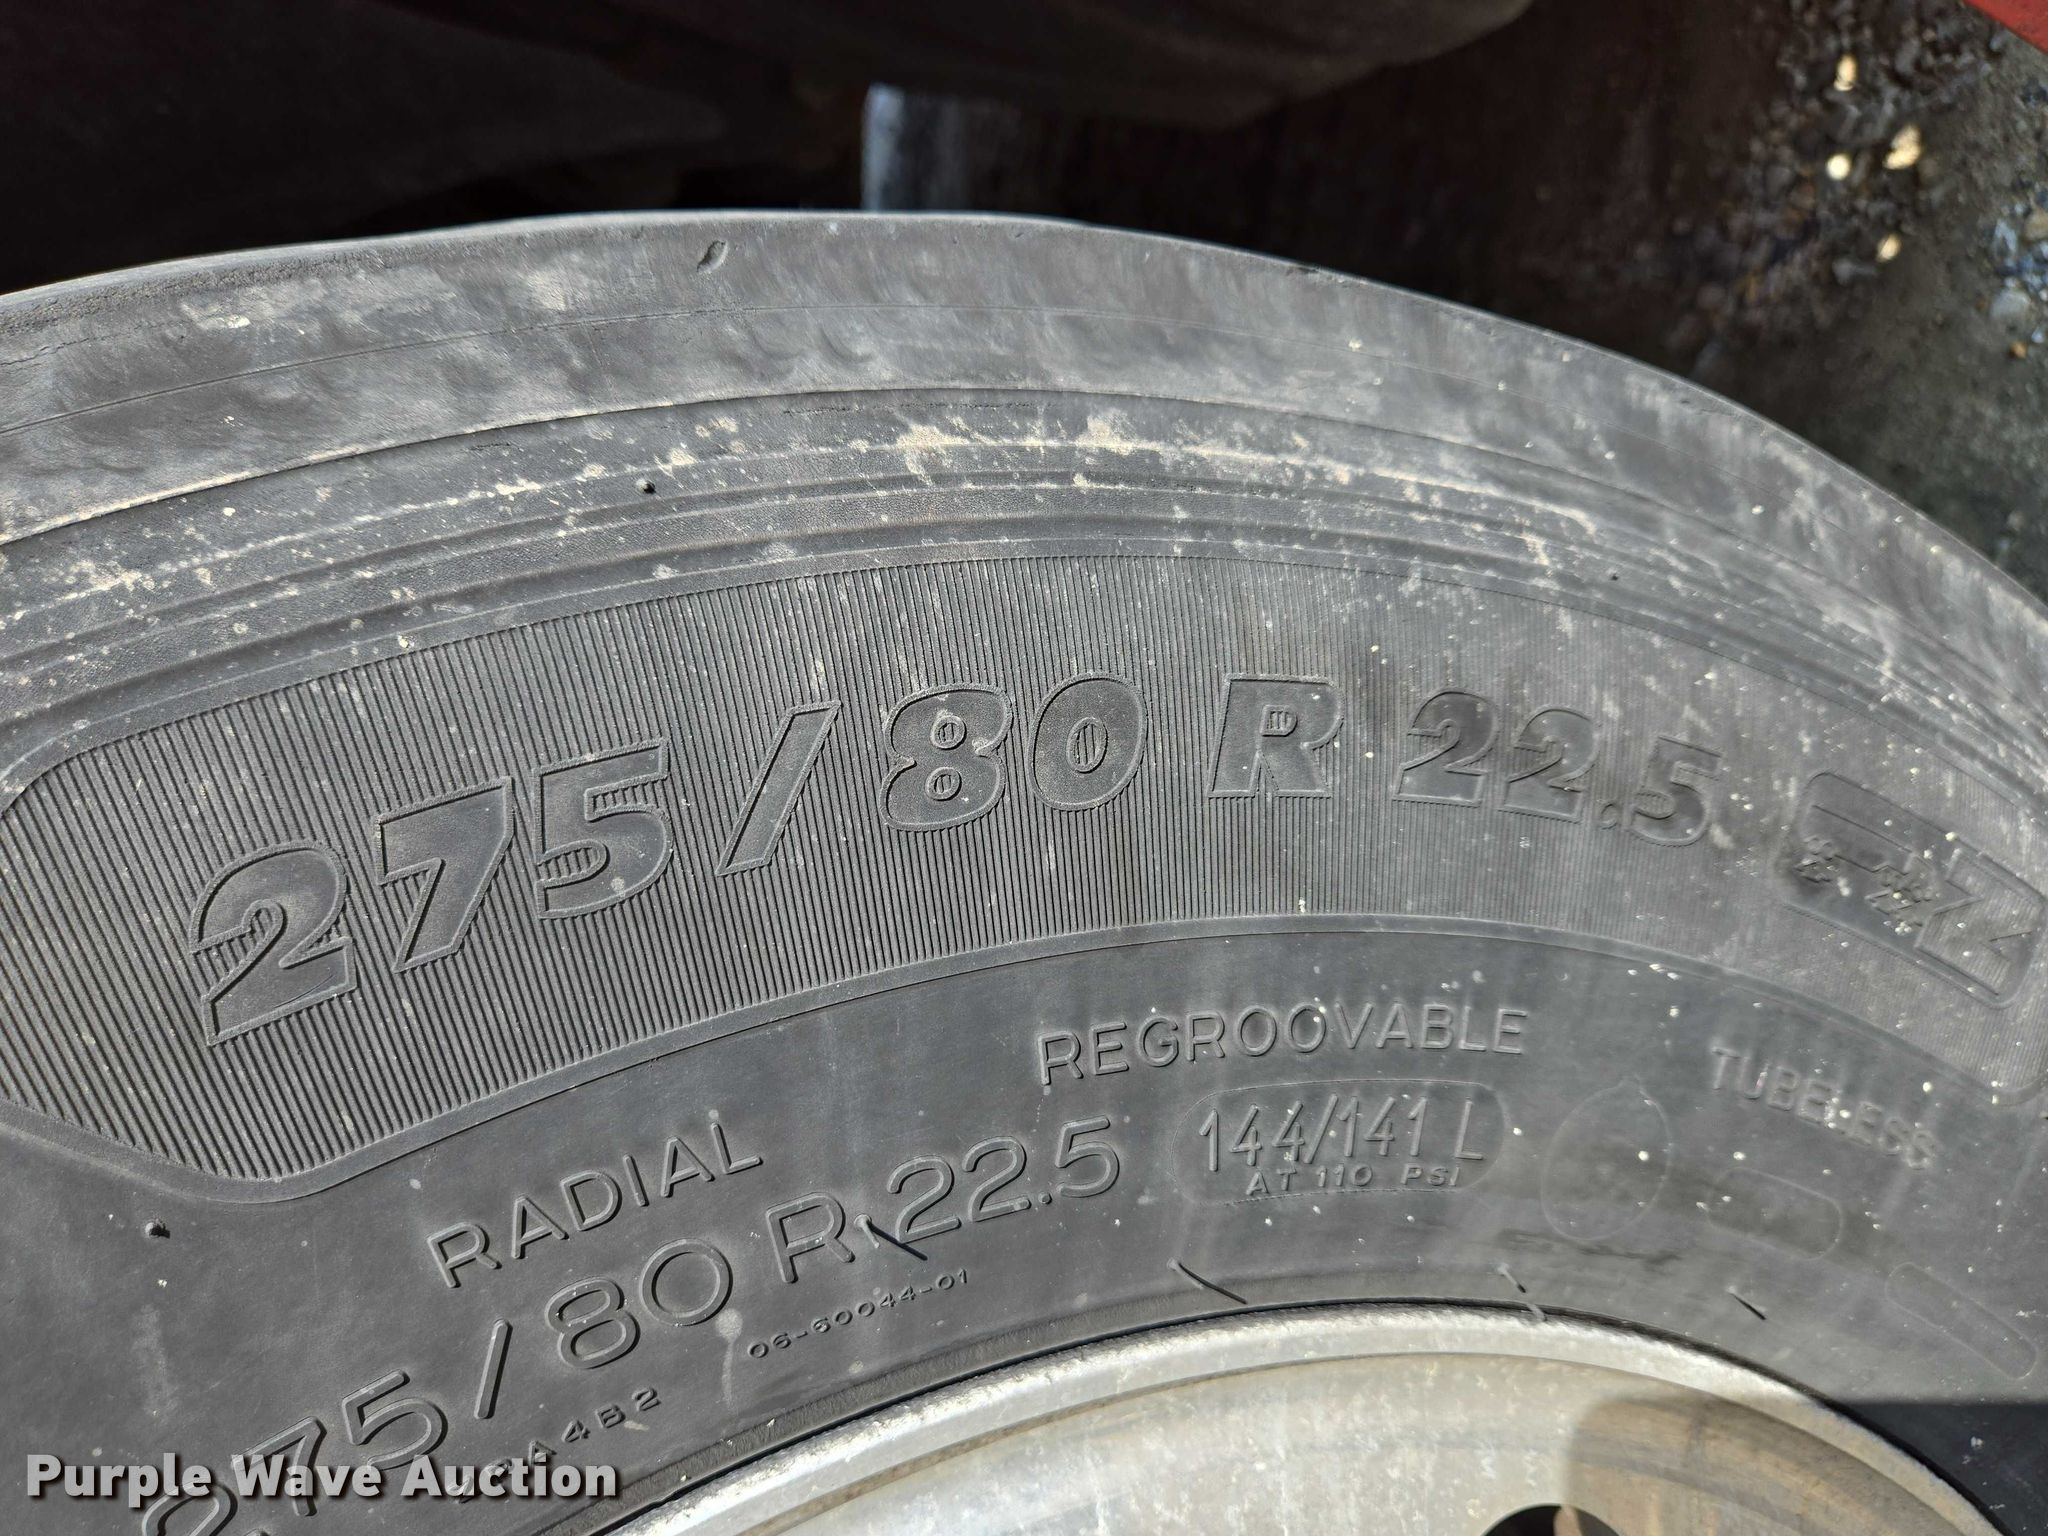 275/80 R 22.5
REGROOVABLE
TUBELESS
RADIAL
275/80 R 22.5
144/141 L
AT 110 PSI
06-60044-01
Purple Wave Auction